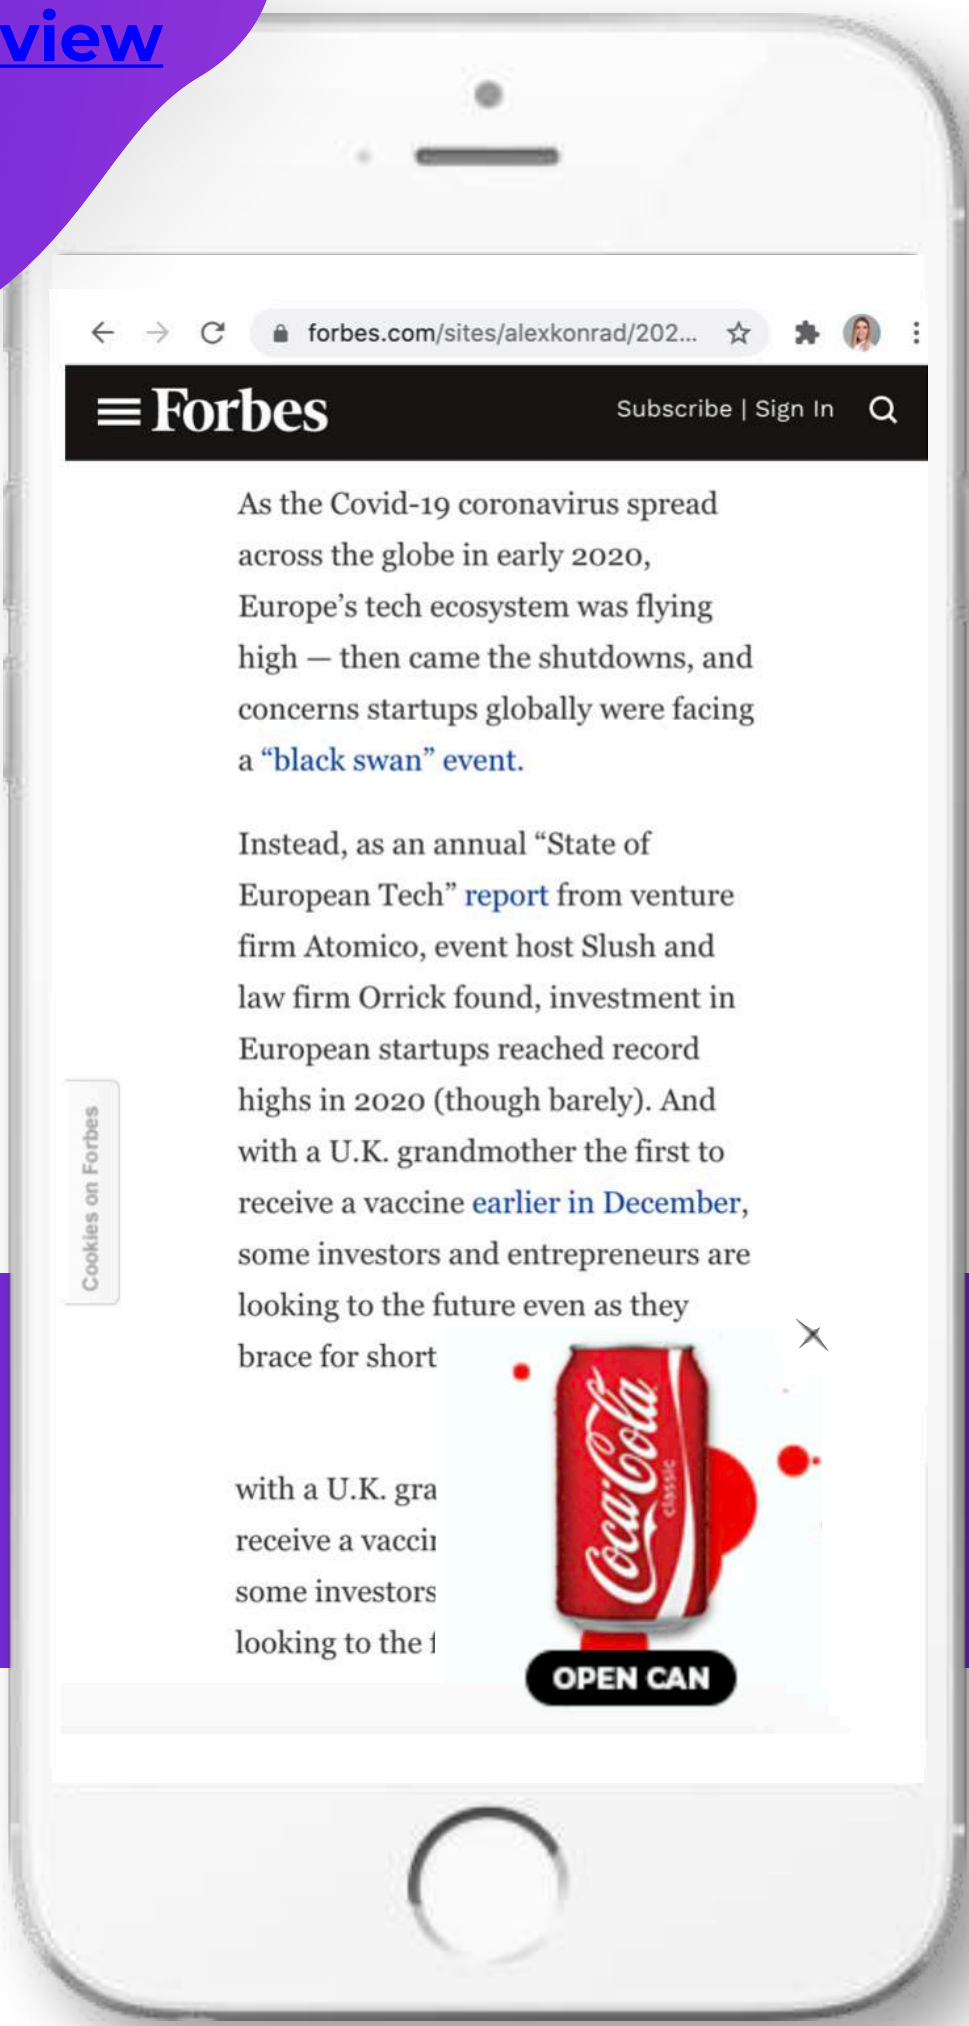 view
forbes.com/sites/alexkonrad/202...
Forbes
Subscribe | Sign In
As the Covid-19 coronavirus spread
across the globe in early 2020,
Europe's tech ecosystem was flying
high — then came the shutdowns, and
concerns startups globally were facing
a “black swan” event.
Instead, as an annual “State of
European Tech” report from venture
firm Atomico, event host Slush and
law firm Orrick found, investment in
European startups reached record
highs in 2020 (though barely). And
with a U.K. grandmother the first to
receive a vaccine earlier in December,
some investors and entrepreneurs are
looking to the future even as they
brace for short
Cookies on Forbes
with a U.K. gra
receive a vacci
some investors
looking to the
Coca-Cola
classic
OPEN CAN